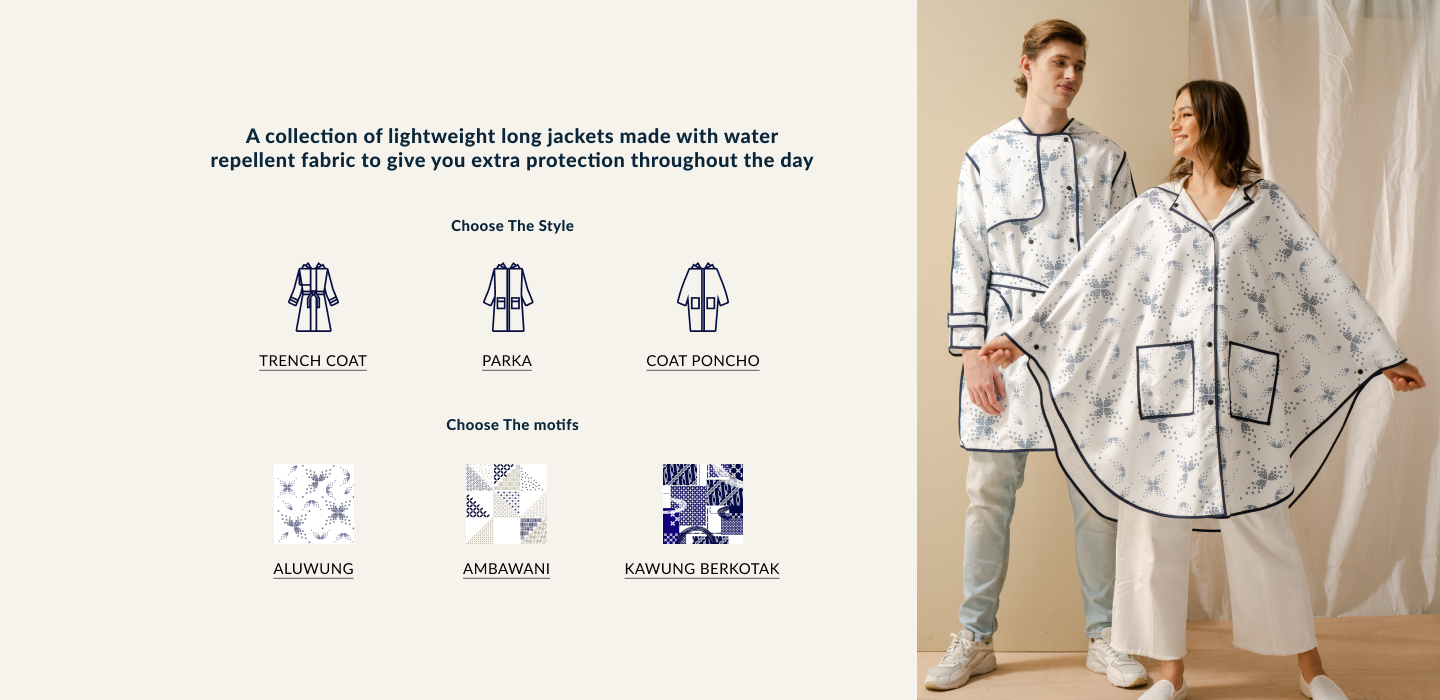 A collection of lightweight long jackets made with water
repellent fabric to give you extra protection throughout the day
Choose The Style
TRENCH COAT
PARKA
COAT PONCHO
Choose The motifs
ALUWUNG
AMBAWANI
KAWUNG BERKOTAK